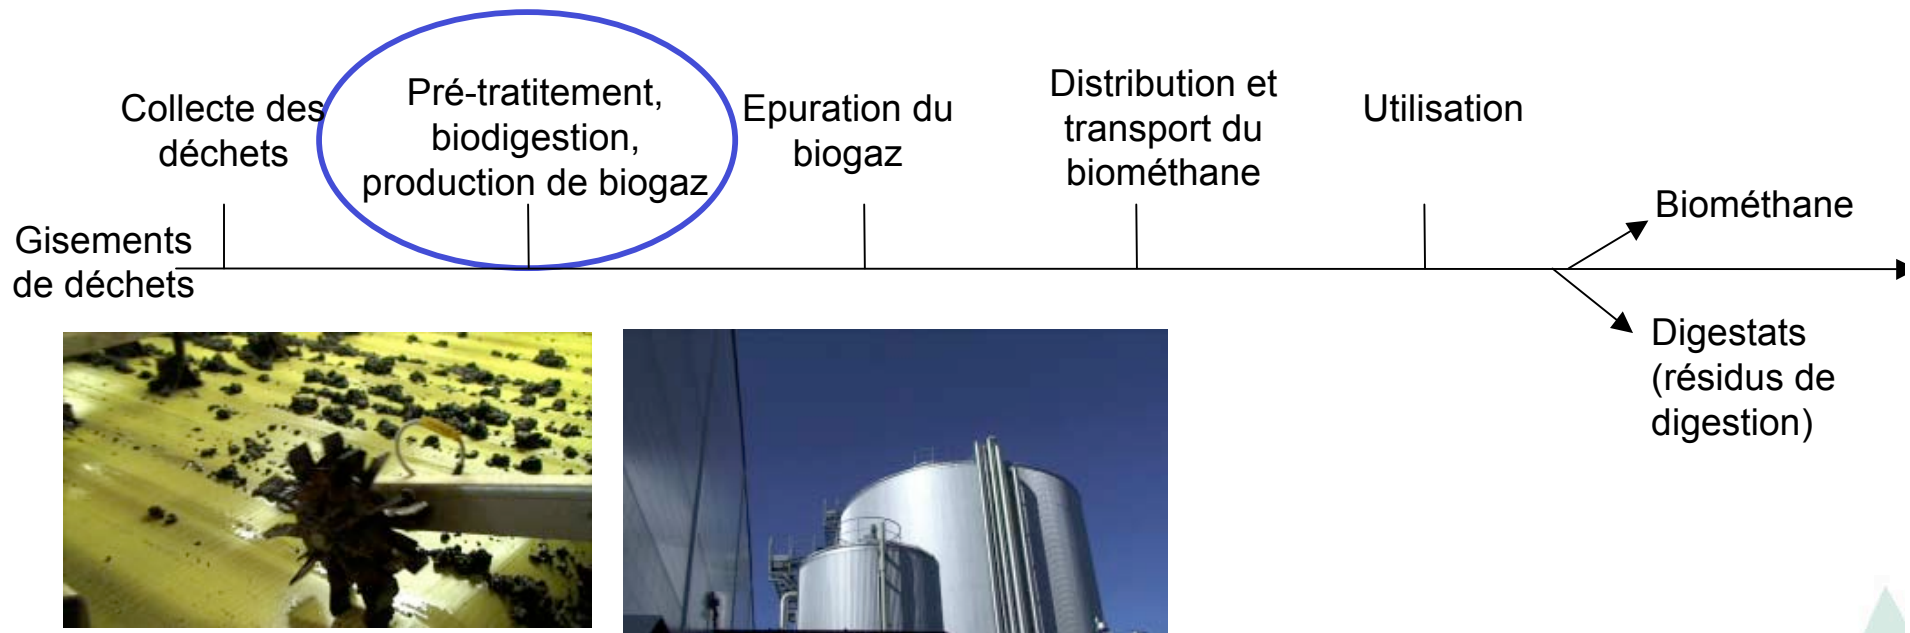 Gisements
de déchets
Collecte des
déchets
Pré-tratitement,
biodigestion,
production de biogaz
Epuration du
biogaz
Distribution et
transport du
biométhane
Utilisation
Biométhane
Digestats
(résidus de
digestion)